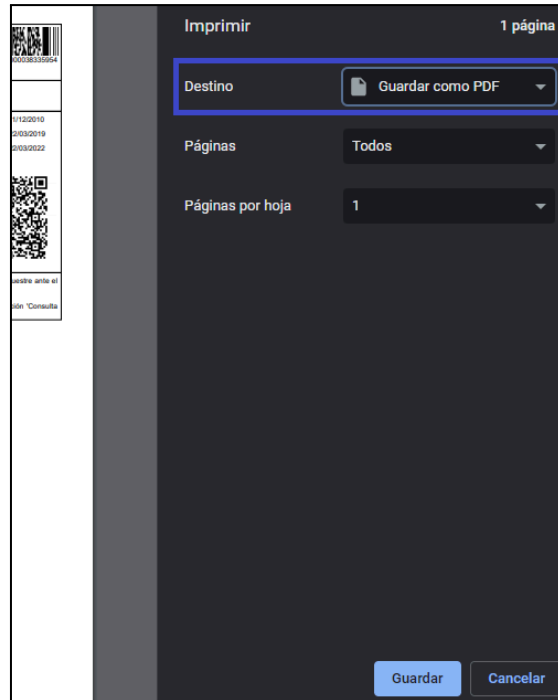 000038335954
1/12/2010
2/03/2019
2/03/2022
uestre ante el
ión "Consulta
Imprimir
1 página
Destino
Guardar como PDF
Páginas
Todos
Páginas por hoja
1
Guardar
Cancelar